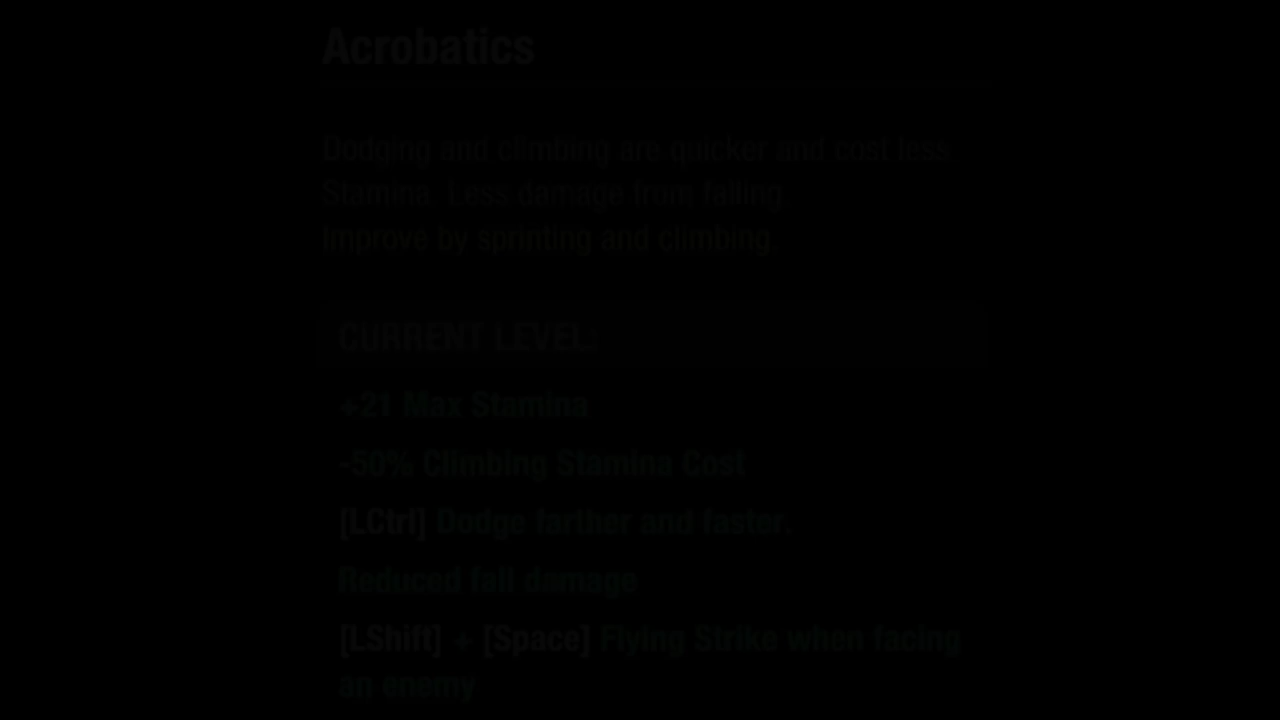 Acrobatics
Dodging and climbing are quicker and cost less
Stamina. Less damage from falling.
Improve by sprinting and climbing.
CURRENT LEVEL:
+21 Max Stamina
-50% Climbing Stamina Cost
[LCtrl] Dodge farther and faster.
Reduced fall damage
[LShift] + [Space] Flying Strike when facing
an enemy